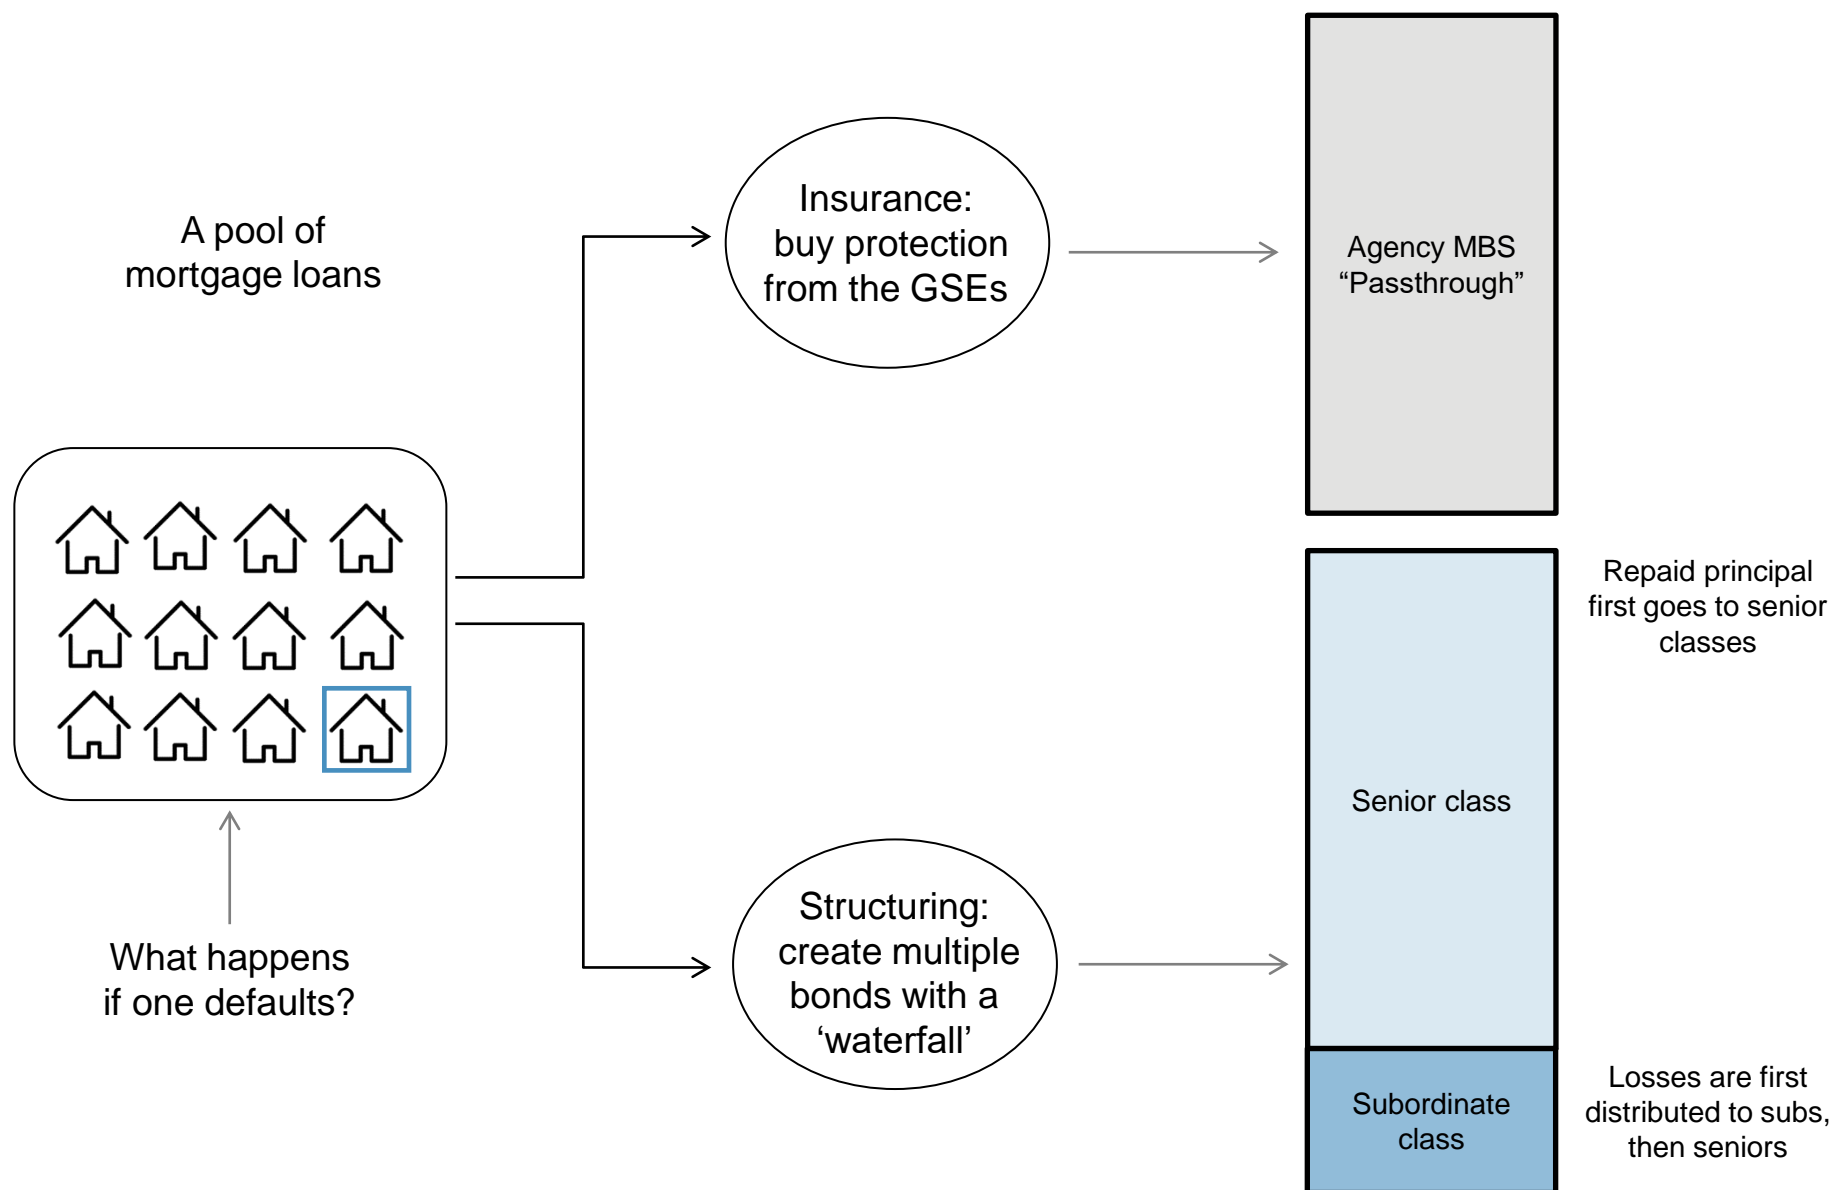 A pool of
mortgage loans
What happens
if one defaults?
Insurance:
buy protection
from the GSEs
Structuring:
create multiple
bonds with a
‘waterfall’
Agency MBS
“Passthrough”
Senior class
Subordinate
class
Repaid principal
first goes to senior
classes
Losses are first
distributed to subs,
then seniors